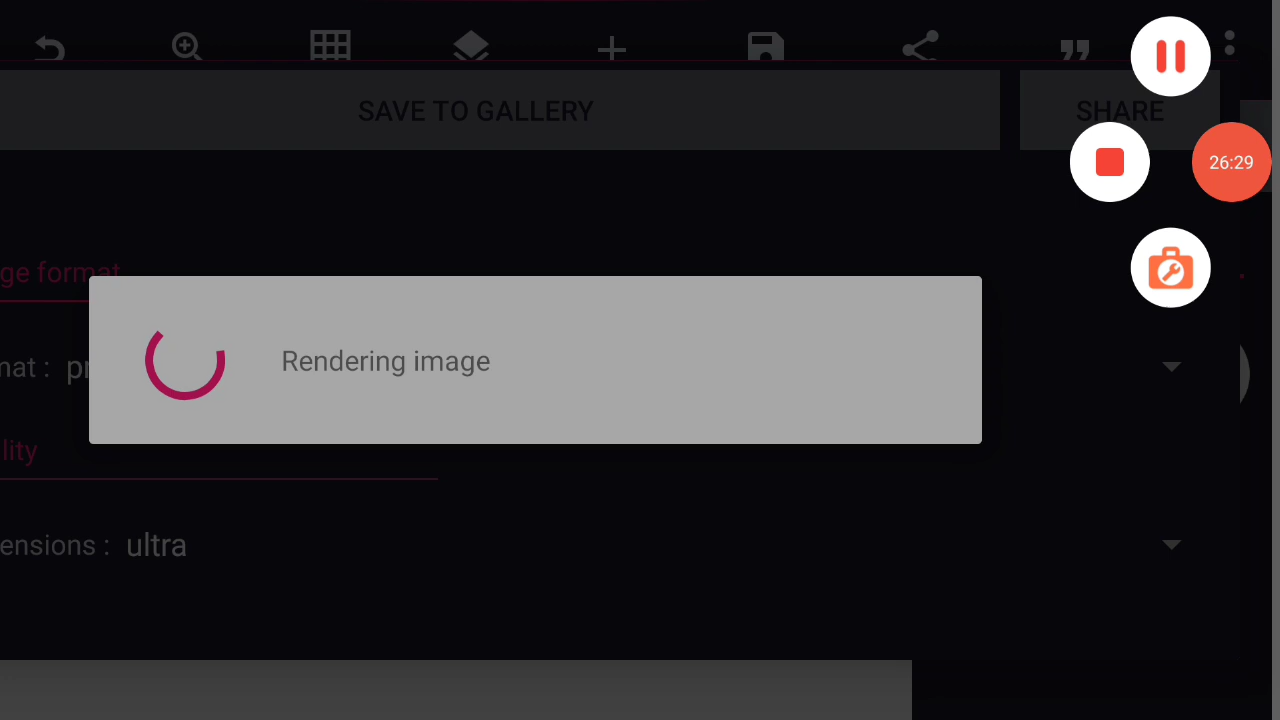 SAVE TO GALLERY
SHARE
26:29
ge format
Rendering image
mat : pr
lity
ensions : ultra